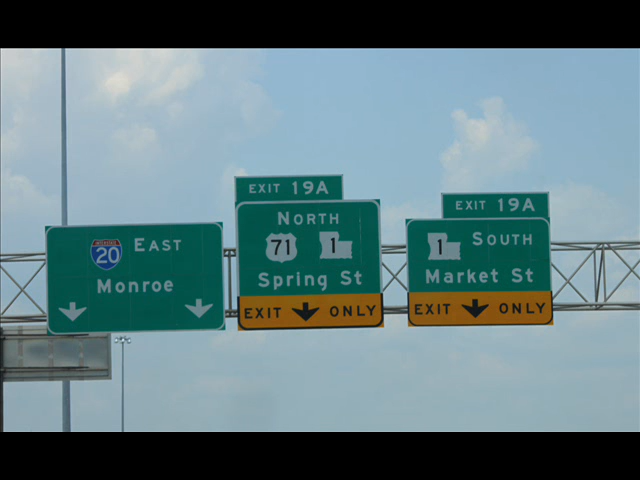 INTERSTATE
20 EAST
Monroe
EXIT 19A
NORTH
71 1
Spring St
EXIT ONLY
EXIT 19A
1 SOUTH
Market St
EXIT ONLY